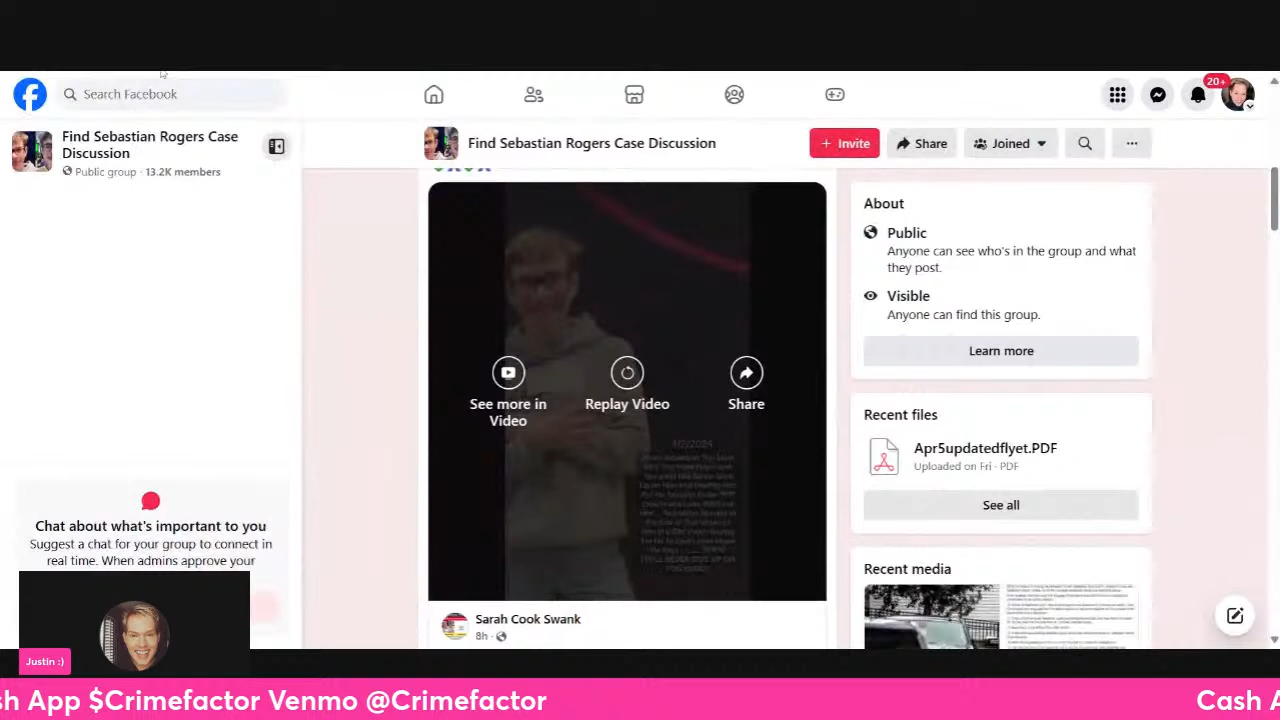 Search Facebook
20+
Find Sebastian Rogers Case
Discussion
Public group · 13.2K members
Find Sebastian Rogers Case Discussion
+ Invite
Share
Joined
See more in
Video
Replay Video
Share
1/2/2024
Sarah Cook Swank
8h ·
About
Public
Anyone can see who's in the group and what
they post.
Visible
Anyone can find this group.
Learn more
Recent files
Apr5updatedflyet.PDF
Uploaded on Fri · PDF
See all
Recent media
Chat about what's important to you
Suggest a chat for your group to connect in
real time. When admins approve your
Justin :)
sh App $Crimefactor Venmo @Crimefactor
Cash A